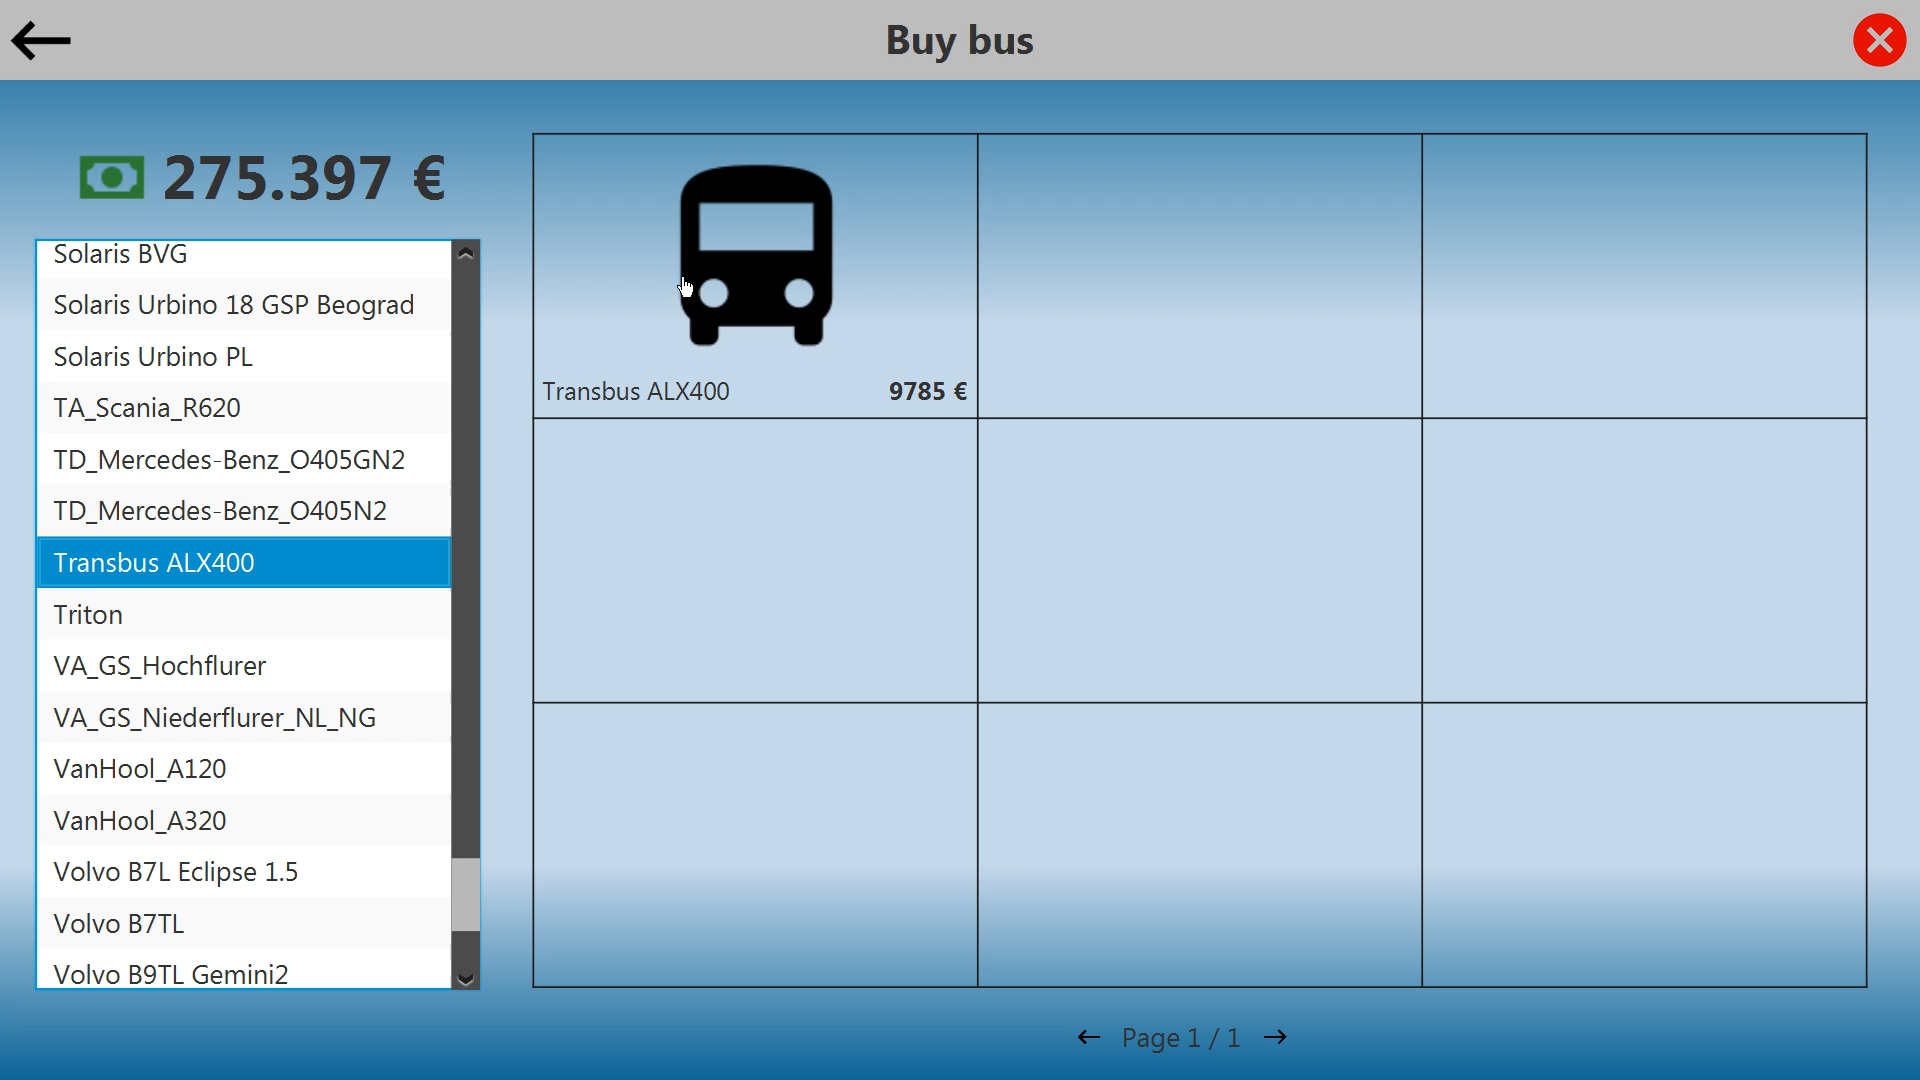 Buy bus
275.397 €
Solaris BVG
Solaris Urbino 18 GSP Beograd
Solaris Urbino PL
TA_Scania_R620
TD_Mercedes-Benz_O405GN2
TD_Mercedes-Benz_O405N2
Transbus ALX400
Triton
VA_GS_Hochflurer
VA_GS_Niederflurer_NL_NG
VanHool_A120
VanHool_A320
Volvo B7L Eclipse 1.5
Volvo B7TL
Volvo B9TL Gemini2
Transbus ALX400 9785 €
Page 1 / 1